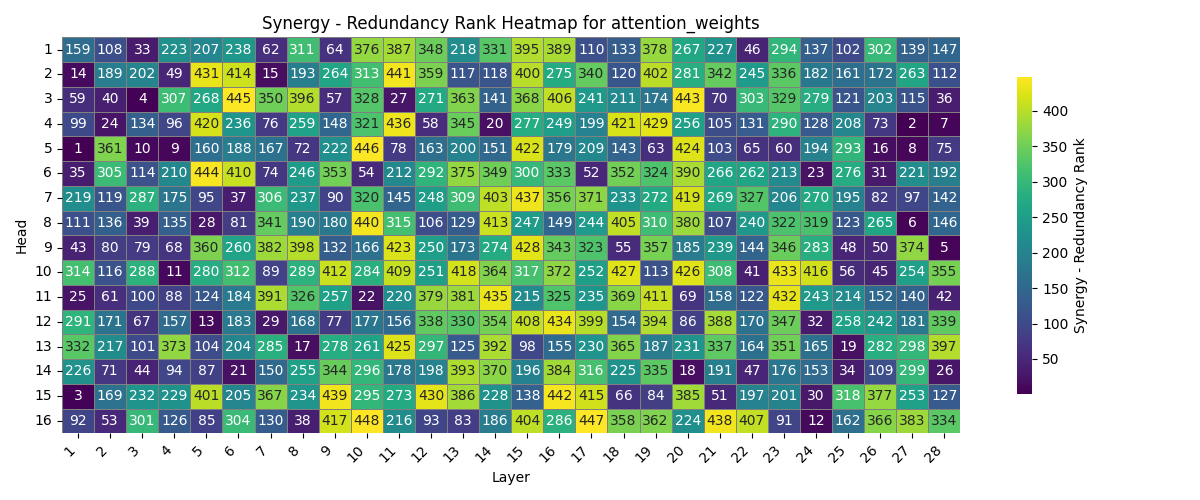 Synergy - Redundancy Rank Heatmap for attention_weights
1 159 108 33 223 207 238 62 311 64 376 387 348 218 331 395 389 110 133 378 267 227 46 294 137 102 302 139 147
2 14 189 202 49 431 414 15 193 264 313 441 359 117 118 400 275 340 120 402 281 342 245 336 182 161 172 263 112
3 59 40 4 307 268 445 350 396 57 328 27 271 363 141 368 406 241 211 174 443 70 303 329 279 121 203 115 36
4 99 24 134 96 420 236 76 259 148 321 436 58 345 20 277 249 199 421 429 256 105 131 290 128 208 73 2 7
5 1 361 10 9 160 188 167 72 222 446 78 163 200 151 422 179 209 143 63 424 103 65 60 194 293 16 8 75
6 35 305 114 210 444 410 74 246 353 54 212 292 375 349 300 333 52 352 324 390 266 262 213 23 276 31 221 192
7 219 119 287 175 95 37 306 237 90 320 145 248 309 403 437 356 371 233 272 419 269 327 206 270 195 82 97 142
8 111 136 39 135 28 81 341 190 180 440 315 106 129 413 247 149 244 405 310 380 107 240 322 319 123 265 6 146
9 43 80 79 68 360 260 382 398 132 166 423 250 173 274 428 343 323 55 357 185 239 144 346 283 48 50 374 5
10 314 116 288 11 280 312 89 289 412 284 409 251 418 364 317 372 252 427 113 426 308 41 433 416 56 45 254 355
11 25 61 100 88 124 184 391 326 257 22 220 379 381 435 215 325 235 369 411 69 158 122 432 243 214 152 140 42
12 291 171 67 157 13 183 29 168 77 177 156 338 330 354 408 434 399 154 394 86 388 170 347 32 258 242 181 339
13 332 217 101 373 104 204 285 17 278 261 425 297 125 392 98 155 230 365 187 231 337 164 351 165 19 282 298 397
14 226 71 44 94 87 21 150 255 344 296 178 198 393 370 196 384 316 225 335 18 191 47 176 153 34 109 299 26
15 3 169 232 229 401 205 367 234 439 295 273 430 386 228 138 442 415 66 84 385 51 197 201 30 318 377 253 127
16 92 53 301 126 85 304 130 38 417 448 216 93 83 186 404 286 447 358 362 224 438 407 91 12 162 366 383 334
1 2 3 4 5 6 7 8 9 10 11 12 13 14 15 16 17 18 19 20 21 22 23 24 25 26 27 28
Layer
Head
400
350
300
250
200
150
100
50
Synergy - Redundancy Rank